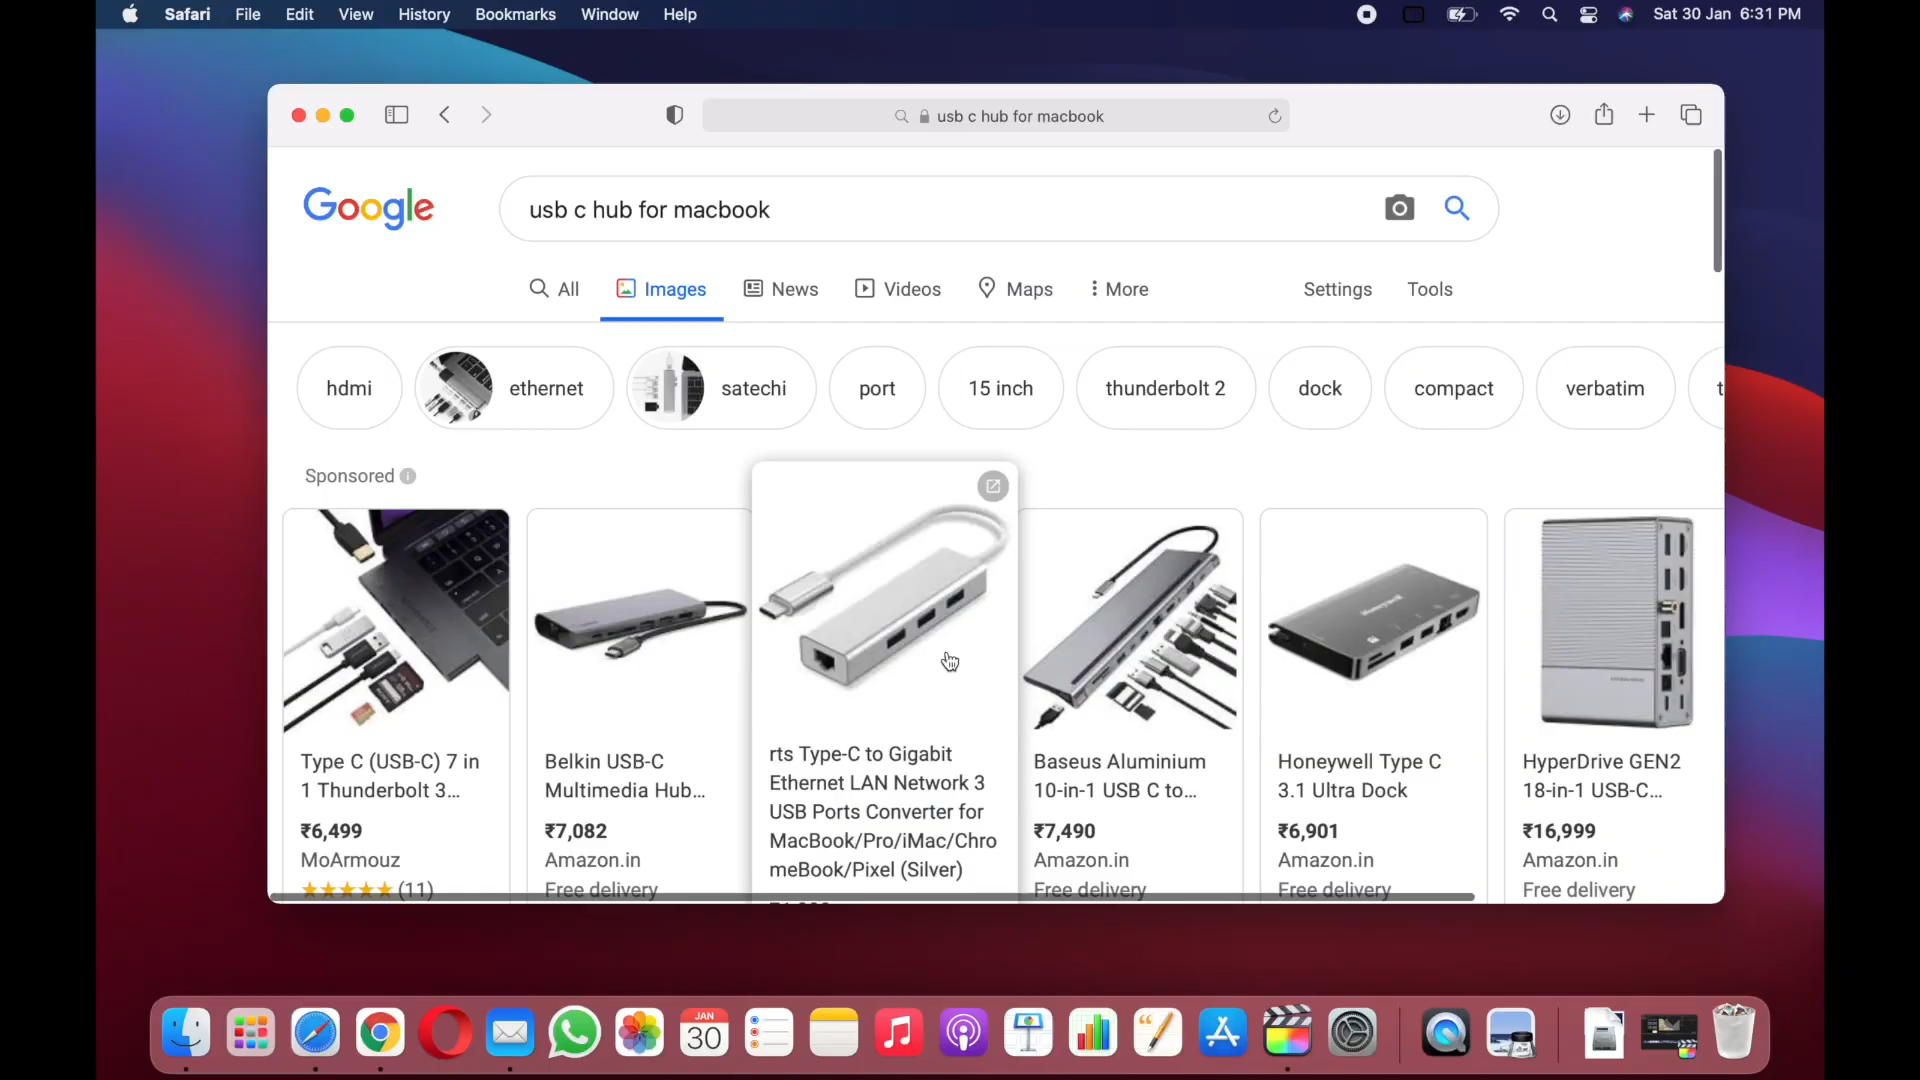 Safari File Edit View History Bookmarks Window Help Sat 30 Jan 6:31 PM
usb c hub for macbook
Google
usb c hub for macbook
All Images News Videos Maps More Settings Tools
hdmi ethernet satechi port 15 inch thunderbolt 2 dock compact verbatim t
Sponsored
Honeywell
Type C (USB-C) 7 in
1 Thunderbolt 3...
₹6,499
MoArmouz
(11)
Belkin USB-C
Multimedia Hub...
₹7,082
Amazon.in
Free delivery
rts Type-C to Gigabit
Ethernet LAN Network 3
USB Ports Converter for
MacBook/Pro/iMac/Chro
meBook/Pixel (Silver)
Baseus Aluminium
10-in-1 USB C to...
₹7,490
Amazon.in
Free delivery
Honeywell Type C
3.1 Ultra Dock
₹6,901
Amazon.in
Free delivery
HyperDrive GEN2
18-in-1 USB-C...
₹16,999
Amazon.in
Free delivery
JAN
30